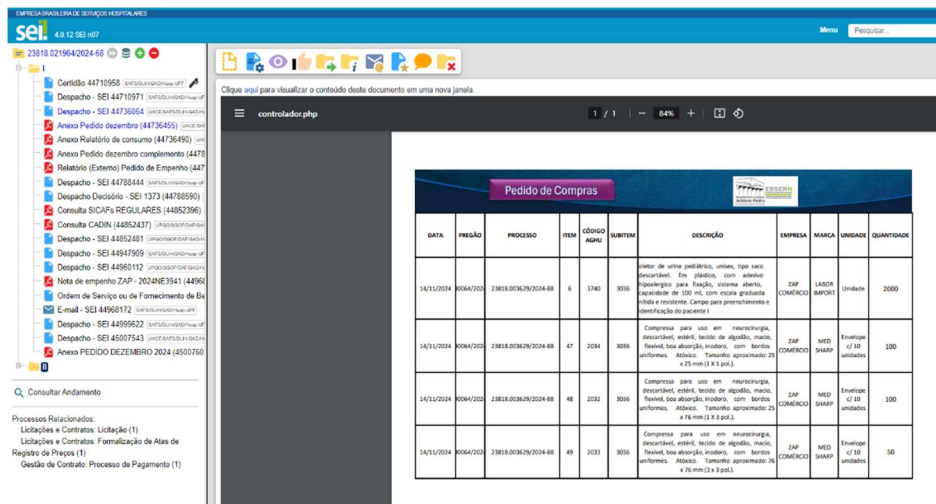 EMPRESA BRASILEIRA DE SERVIÇOS HOSPITALARES
sei! 4.0.12 SEI n07
Menu
Pesquisar...
23818.021964/2024-68
I
Certidão 44710958
Despacho - SEI 44710971
Despacho - SEI 44736064
Anexo Pedido dezembro (44736455)
Anexo Relatório de consumo (44736490)
Anexo Pedido dezembro complemento (4478
Relatório (Externo) Pedido de Empenho (447
Despacho - SEI 44788444
Despacho Decisório - SEI 1373 (44788590)
Consulta SICAFs REGULARES (44852396)
Consulta CADIN (44852437)
Despacho - SEI 44852481
Despacho - SEI 44947909
Despacho - SEI 44960112
Nota de empenho ZAP - 2024NE3941 (4496
Ordem de Serviço ou de Fornecimento de Be
E-mail - SEI 44968172
Despacho - SEI 44999622
Despacho - SEI 45007543
Anexo PEDIDO DEZEMBRO 2024 (4500760
II
Consultar Andamento
Processos Relacionados:
Licitações e Contratos: Licitação (1)
Licitações e Contratos: Formalização de Atas de
Registro de Preços (1)
Gestão de Contrato: Processo de Pagamento (1)
Clique aqui para visualizar o conteúdo deste documento em uma nova janela.
controlador.php
1 / 1
84%
Pedido de Compras
EBSERH
DATA PREGÃO PROCESSO ITEM CÓDIGO AGHU SUBITEM DESCRIÇÃO EMPRESA MARCA UNIDADE QUANTIDADE
14/11/2024 00064/202 23818.003629/2024-88 6 3740 3036
oletor de urina pediátrico, unisex, tipo saco
descartável. Em plástico, com adesivo
hipoalergico para fixação, sistema aberto,
capacidade de 100 ml, com escala graduada
nítida e resistente. Campo para preenchimento e
identificação do paciente I
ZAP COMÉRCIO LABOR IMPORT Unidade 2000
14/11/2024 00064/202 23818.003629/2024-88 47 2034 3036
Compressa para uso em neurocirurgia,
descartável, estéril, tecido de algodão, macio,
flexível, boa absorção, inodoro, com bordos
uniformes. Atóxico. Tamanho aproximado: 25
x 25 mm (1 X 1 pol.).
ZAP COMÉRCIO MED SHARP Envelope c/ 10 unidades 100
14/11/2024 00064/202 23818.003629/2024-88 48 2032 3036
Compressa para uso em neurocirurgia,
descartável, estéril, tecido de algodão, macio,
flexível, boa absorção, inodoro, com bordos
uniformes. Atóxico. Tamanho aproximado: 25
x 76 mm (1 X 3 pol.).
ZAP COMÉRCIO MED SHARP Envelope c/ 10 unidades 100
14/11/2024 00064/202 23818.003629/2024-88 49 2033 3036
Compressa para uso em neurocirurgia,
descartável, estéril, tecido de algodão, macio,
flexível, boa absorção, inodoro, com bordos
uniformes. Atóxico. Tamanho aproximado: 76
x 76 mm (3 x 3 pol.).
ZAP COMÉRCIO MED SHARP Envelope c/ 10 unidades 50